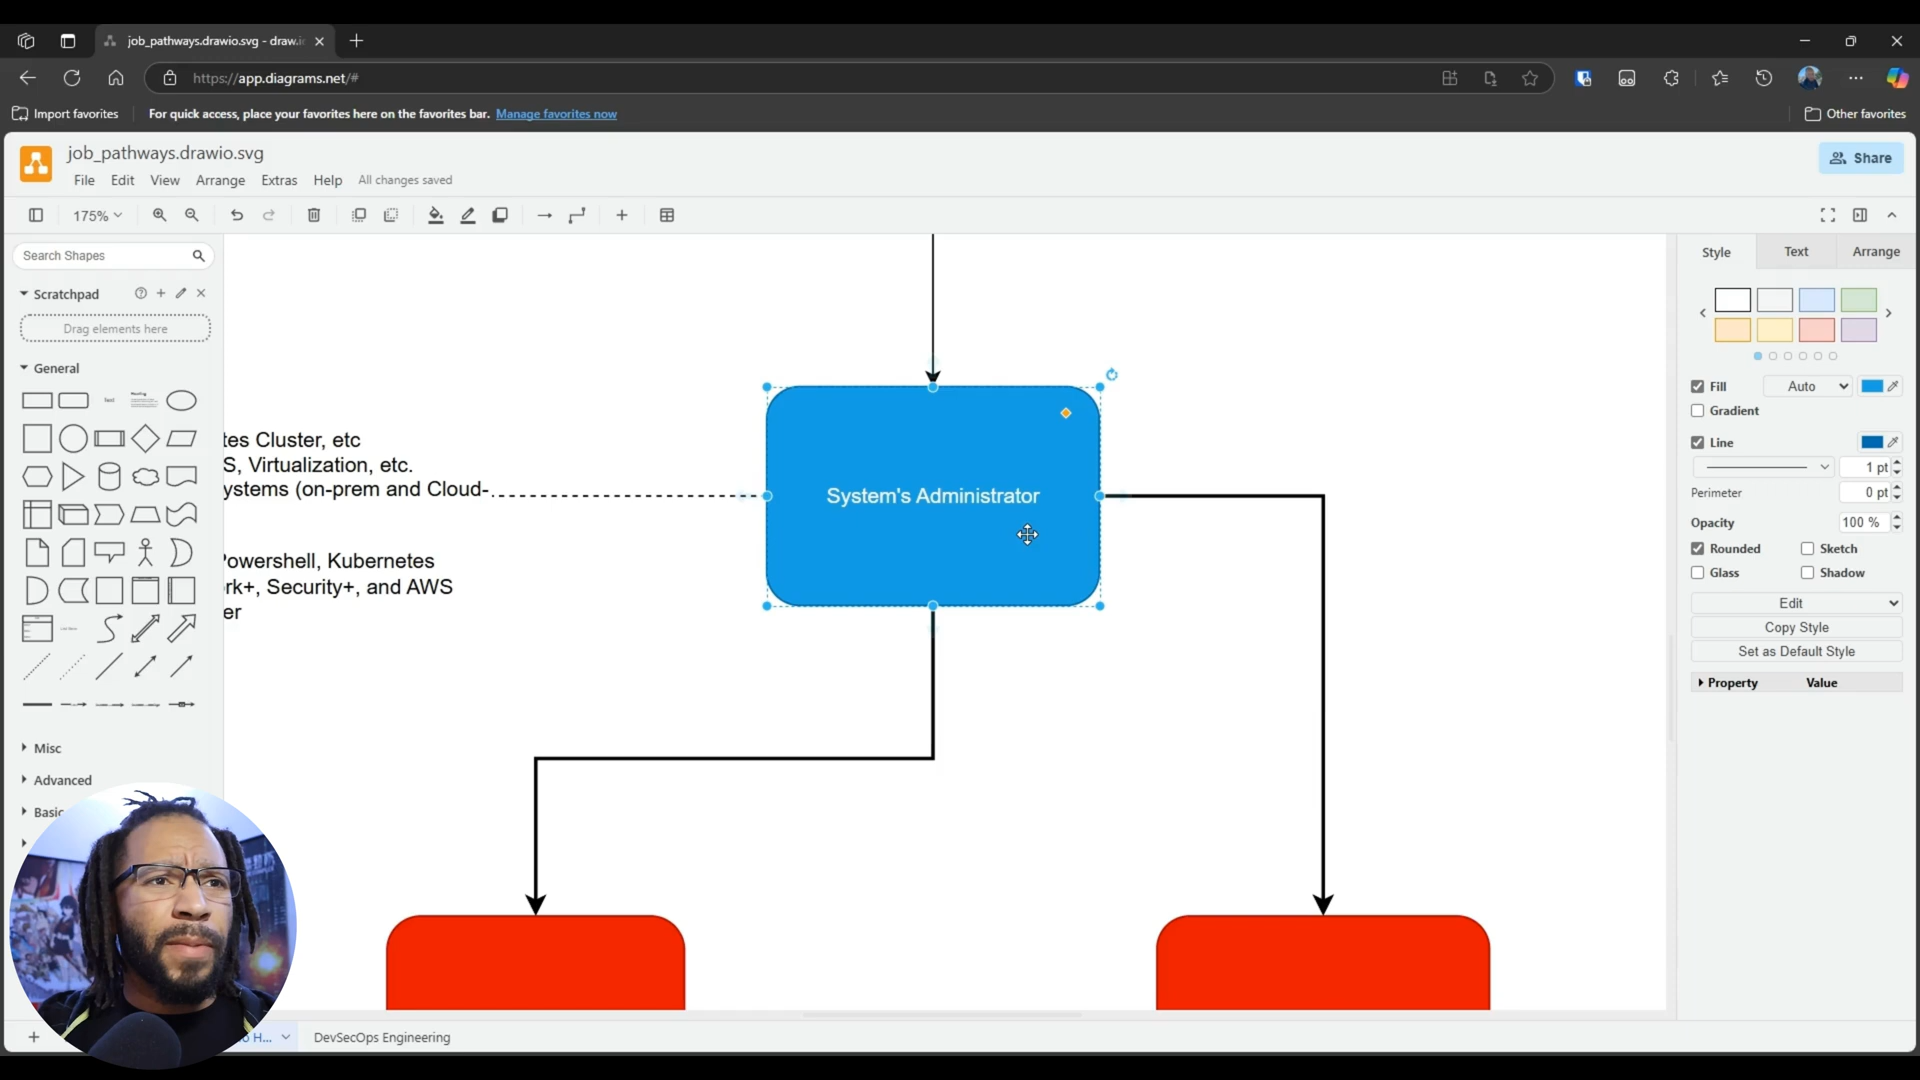 job_pathways.drawio.svg - draw.i
https://app.diagrams.net/#
Import favorites
For quick access, place your favorites here on the favorites bar. Manage favorites now
Other favorites
job_pathways.drawio.svg
File Edit View Arrange Extras Help All changes saved
Share
175%
Search Shapes
Scratchpad
Drag elements here
General
Text
Heading
Misc
Advanced
Basic
tes Cluster, etc
S, Virtualization, etc.
ystems (on-prem and Cloud-
Powershell, Kubernetes
rk+, Security+, and AWS
er
System's Administrator
Style Text Arrange
Fill Auto
Gradient
Line
1 pt
Perimeter 0 pt
Opacity 100 %
Rounded Sketch
Glass Shadow
Edit
Copy Style
Set as Default Style
Property Value
H... DevSecOps Engineering